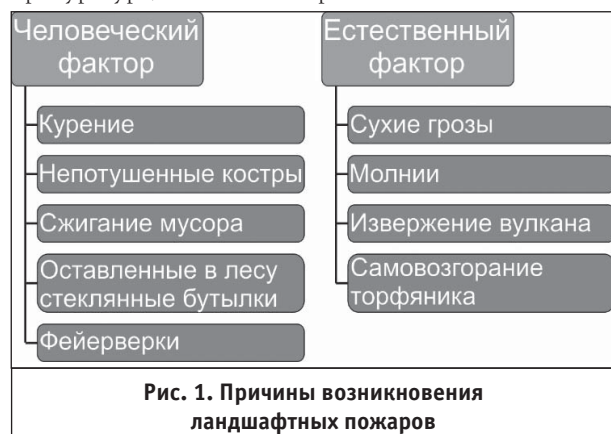 Человеческий
фактор
Курение
Непотушенные костры
Сжигание мусора
Оставленные в лесу
стеклянные бутылки
Фейерверки
Естественный
фактор
Сухие грозы
Молнии
Извержение вулкана
Самовозгорание
торфяника
Рис. 1. Причины возникновения
ландшафтных пожаров